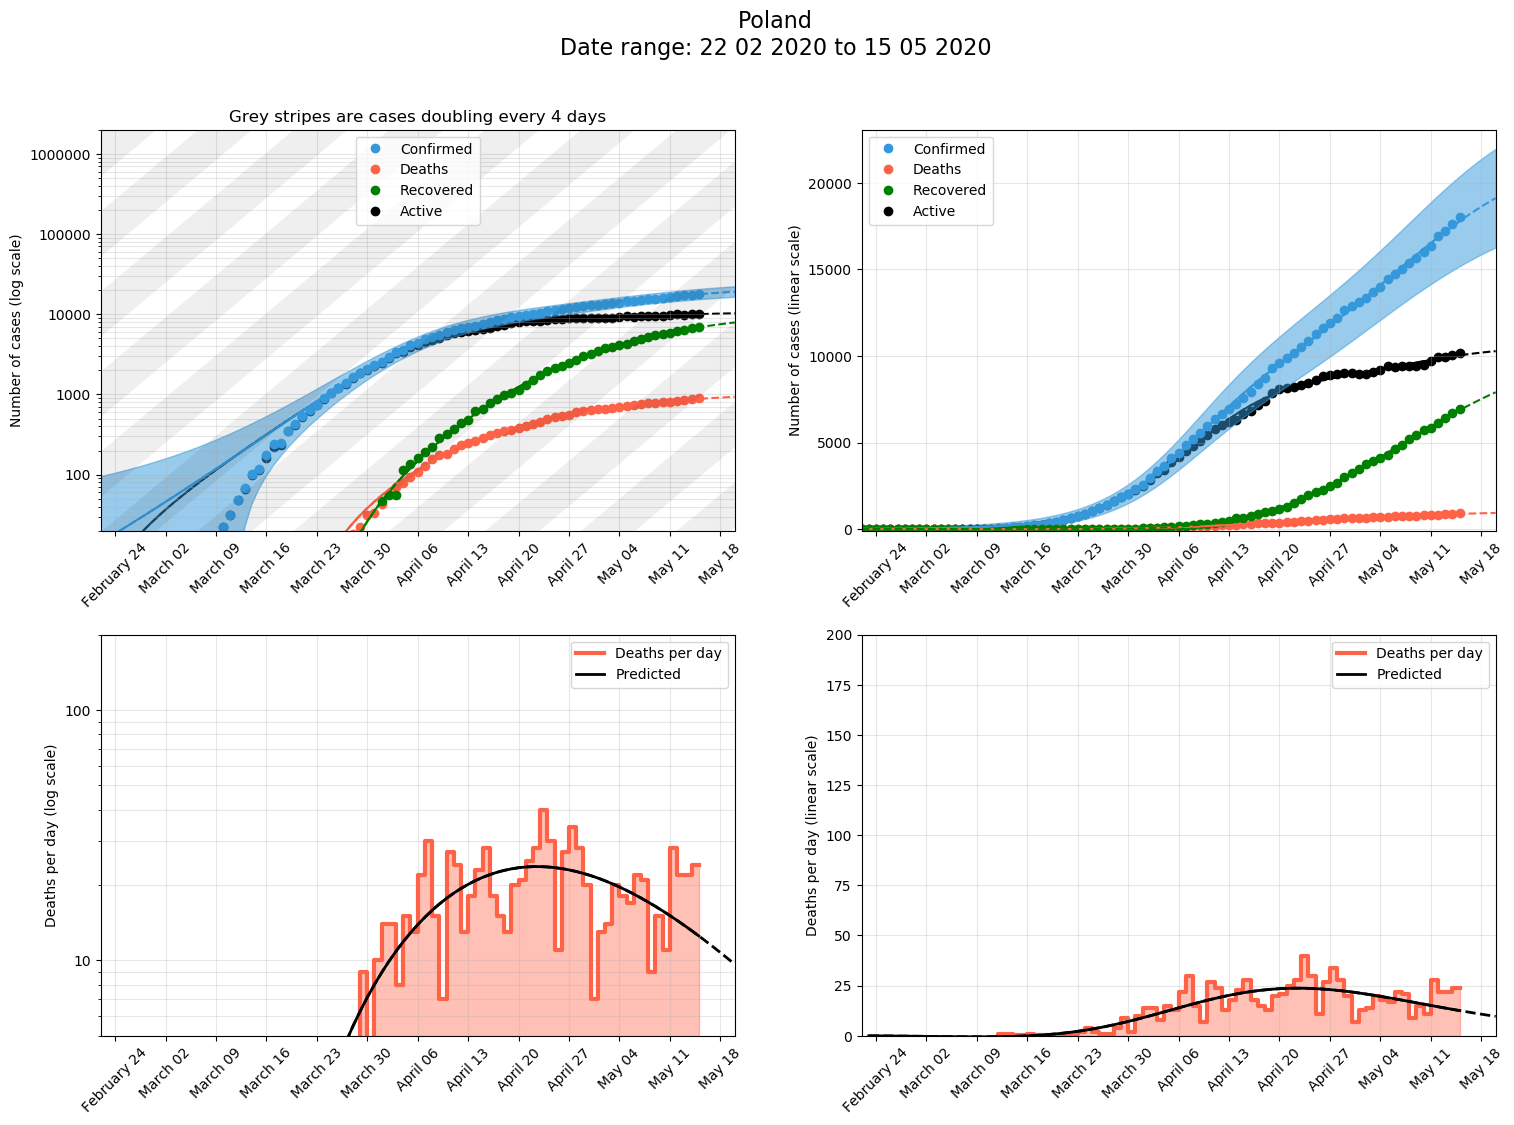 Poland
Date range: 22 02 2020 to 15 05 2020
Grey stripes are cases doubling every 4 days
Number of cases (log scale)
1000000
100000
10000
1000
100
Confirmed
Deaths
Recovered
Active
February 24
March 02
March 09
March 16
March 23
March 30
April 06
April 13
April 20
April 27
May 04
May 11
May 18
Number of cases (linear scale)
20000
15000
10000
5000
0
Confirmed
Deaths
Recovered
Active
February 24
March 02
March 09
March 16
March 23
March 30
April 06
April 13
April 20
April 27
May 04
May 11
May 18
Deaths per day (log scale)
100
10
Deaths per day
Predicted
February 24
March 02
March 09
March 16
March 23
March 30
April 06
April 13
April 20
April 27
May 04
May 11
May 18
Deaths per day (linear scale)
200
175
150
125
100
75
50
25
0
Deaths per day
Predicted
February 24
March 02
March 09
March 16
March 23
March 30
April 06
April 13
April 20
April 27
May 04
May 11
May 18